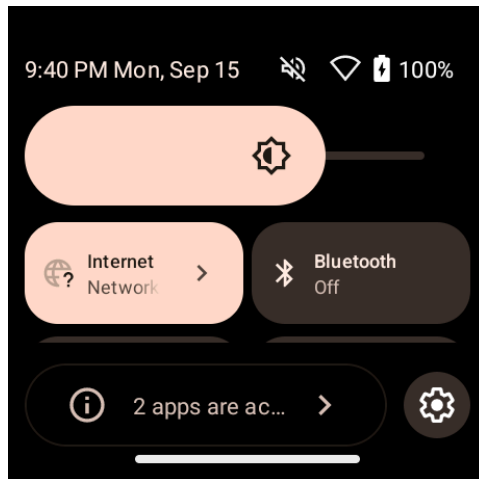 9:40 PM Mon, Sep 15 100%
Internet
Network
Bluetooth
Off
2 apps are ac...